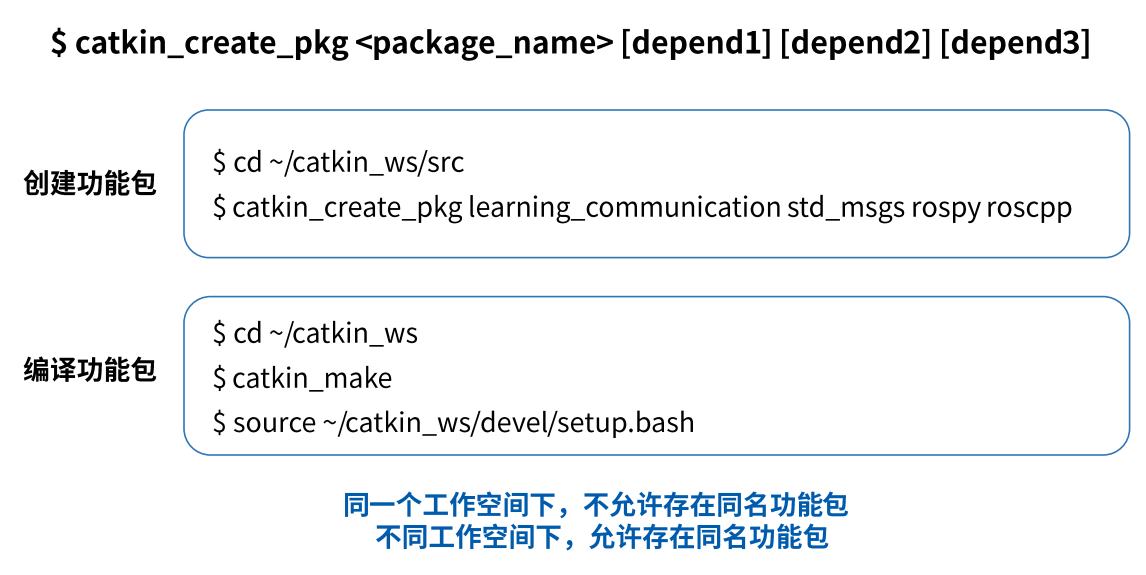 $ catkin_create_pkg <package_name> [depend1] [depend2] [depend3]
创建功能包
$ cd ~/catkin_ws/src
$ catkin_create_pkg learning_communication std_msgs rospy roscpp
编译功能包
$ cd ~/catkin_ws
$ catkin_make
$ source ~/catkin_ws/devel/setup.bash
同一个工作空间下，不允许存在同名功能包
不同工作空间下，允许存在同名功能包